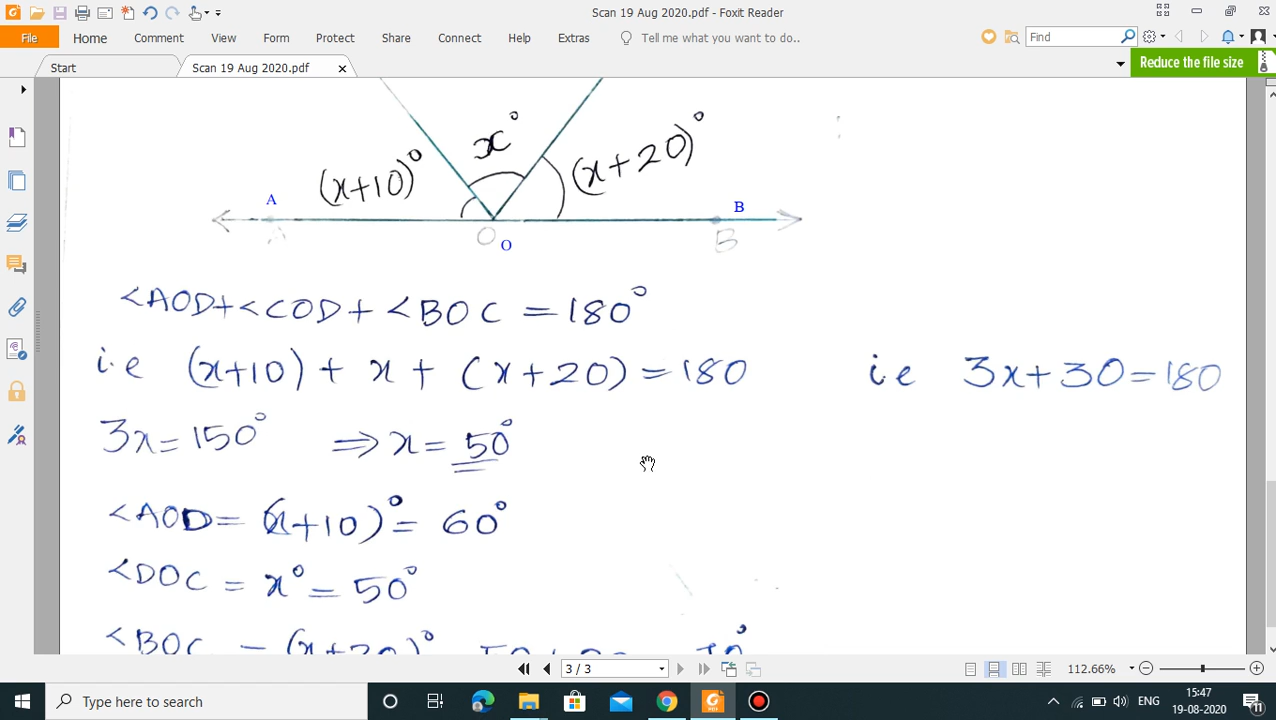 Scan 19 Aug 2020.pdf - Foxit Reader
File Home Comment View Form Protect Share Connect Help Extras Tell me what you want to do.. Find
Start Scan 19 Aug 2020.pdf Reduce the file size
x°
(x+10)° (x+20)°
A B
A O O B
<AOD+<COD+<BOC=180°
i.e (x+10)+x+(x+20)=180 i.e 3x+30=180
3x=150° ⇒x=50°
<AOD=(x+10)°=60°
<DOC=x°=50°
<BOC=(x+20)°
3 / 3 112.66%
Type here to search ENG 15:47
19-08-2020 11